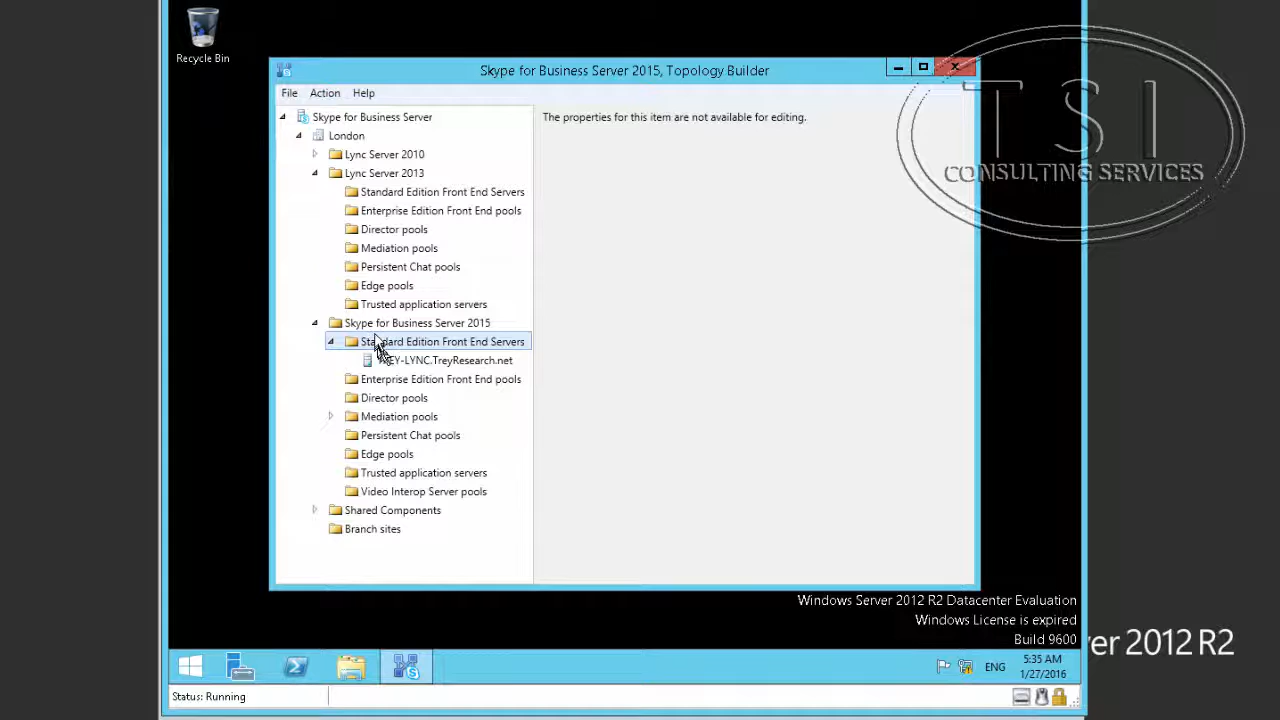 Recycle Bin
Skype for Business Server 2015, Topology Builder
File Action Help
Skype for Business Server
London
Lync Server 2010
Lync Server 2013
Standard Edition Front End Servers
Enterprise Edition Front End pools
Director pools
Mediation pools
Persistent Chat pools
Edge pools
Trusted application servers
Skype for Business Server 2015
Standard Edition Front End Servers
EY-LYNC.TreyResearch.net
Enterprise Edition Front End pools
Director pools
Mediation pools
Persistent Chat pools
Edge pools
Trusted application servers
Video Interop Server pools
Shared Components
Branch sites
The properties for this item are not available for editing.
TSI
CONSULTING SERVICES
Windows Server 2012 R2 Datacenter Evaluation
Windows License is expired
Build 9600
ver 2012 R2
ENG
5:35 AM
1/27/2016
Status: Running